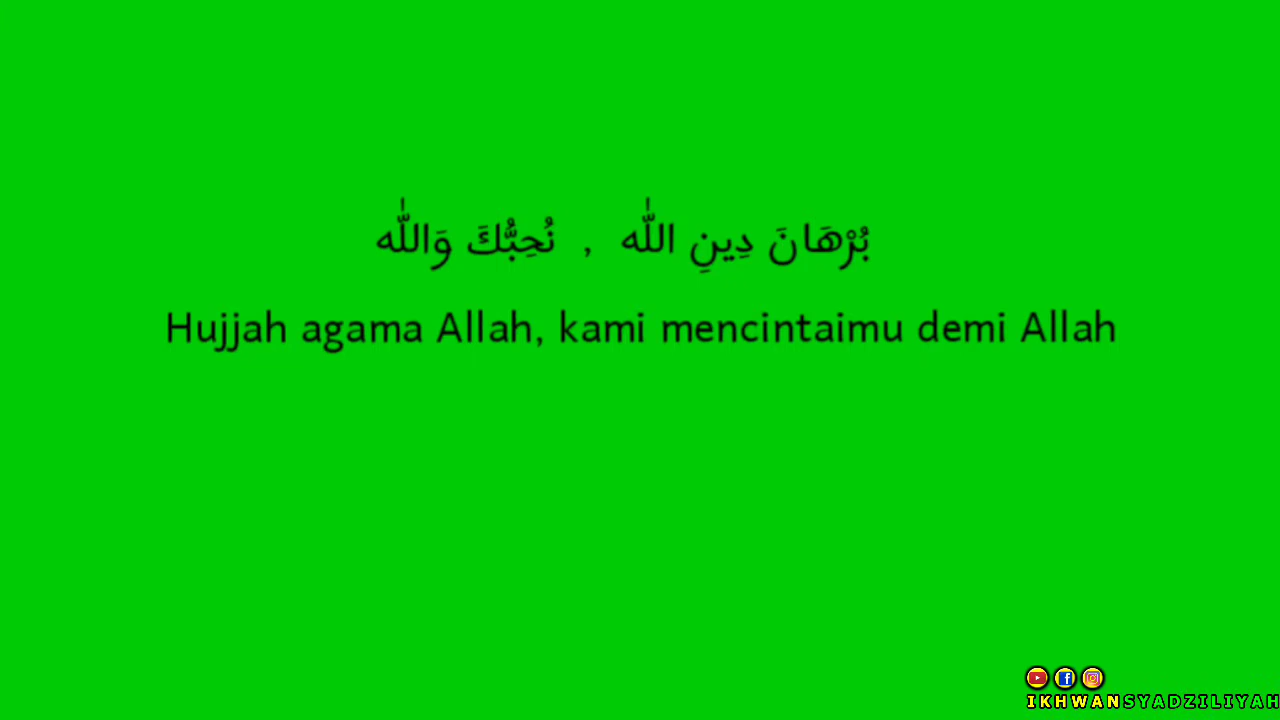 بُرْهَانَ دِينِ اللّٰه , نُحِبُّكَ وَاللّٰه
Hujjah agama Allah, kami mencintaimu demi Allah
IKHWANSYADZILIYAH